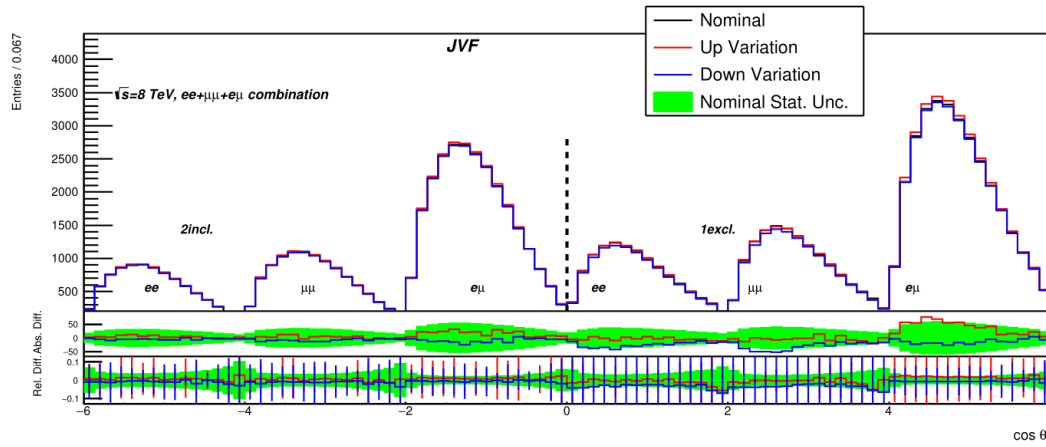 JVF
Nominal
Up Variation
Down Variation
Nominal Stat. Unc.
Entries / 0.067
√s=8 TeV, ee+μμ+eμ combination
4000
3500
3000
2500
2000
1500
1000
500
2incl.
1excl.
ee
μμ
eμ
ee
μμ
eμ
Abs. Diff.
50
0
−50
Rel. Diff.
0.1
0
−0.1
−6
−4
−2
0
2
4
cos θ